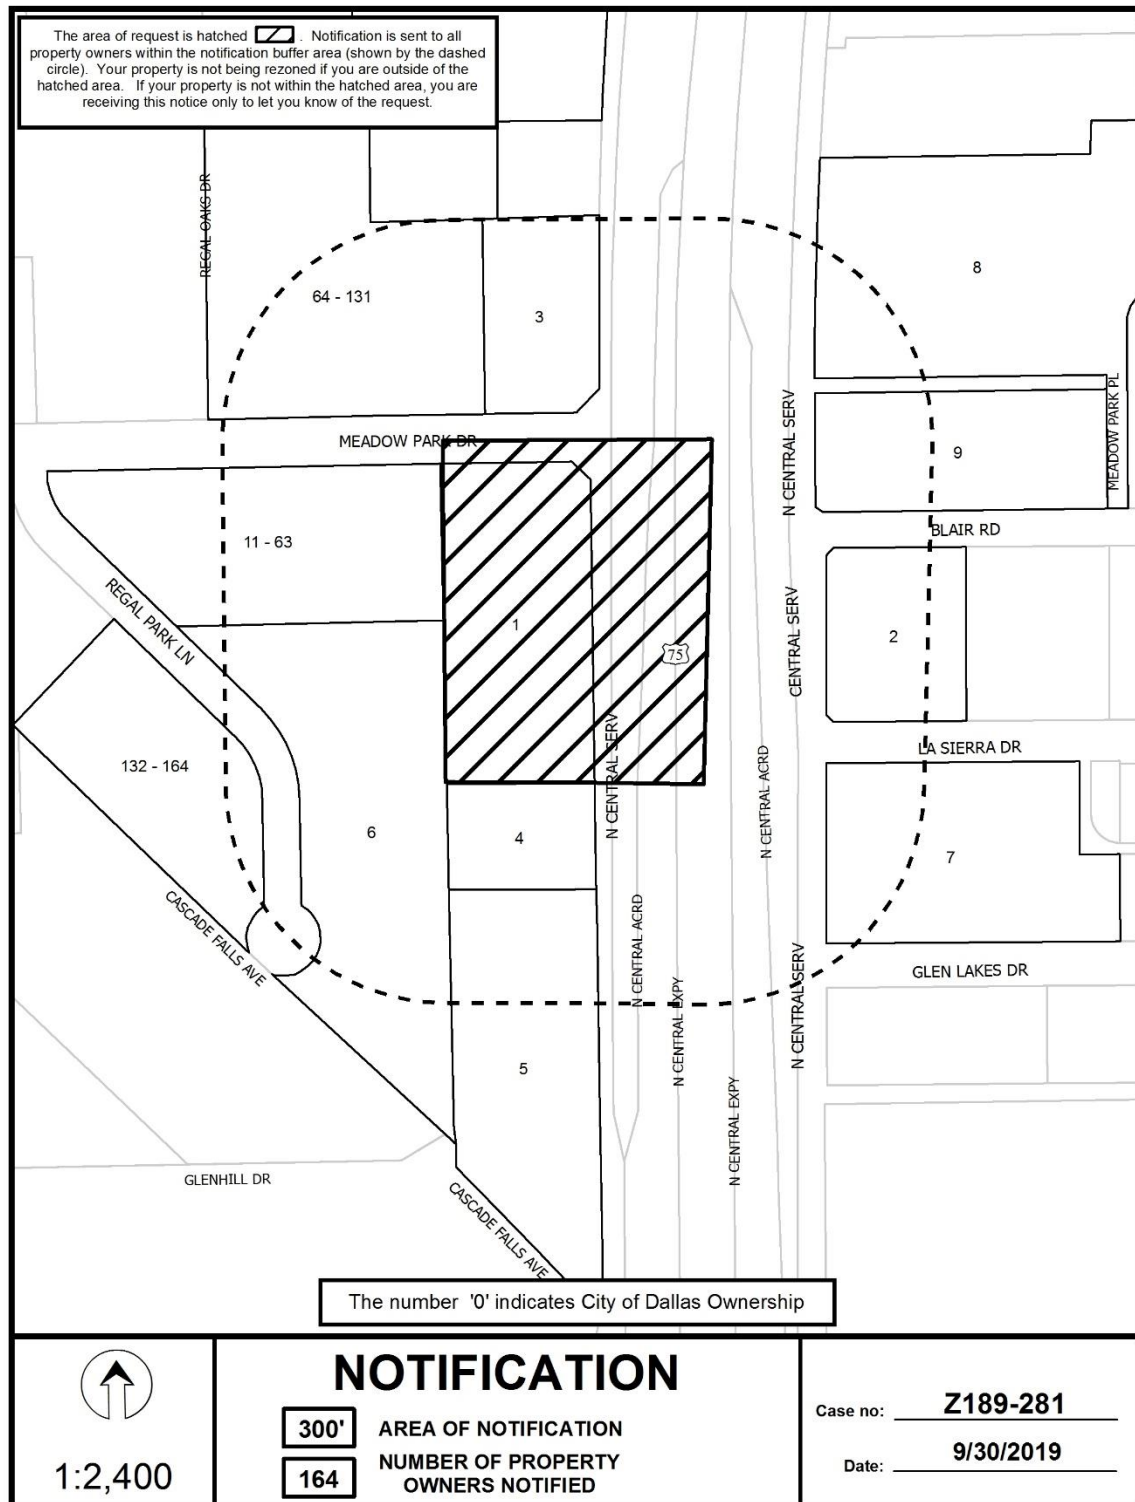 The area of request is hatched . Notification is sent to all
property owners within the notification buffer area (shown by the dashed
circle). Your property is not being rezoned if you are outside of the
hatched area. If your property is not within the hatched area, you are
receiving this notice only to let you know of the request.
REGAL OAKS DR
64 - 131
3
8
MEADOW PARK DR
N CENTRAL SERV
9
MEADOW PARK PL
BLAIR RD
11 - 63
REGAL PARK LN
1
75
CENTRAL SERV
2
LA SIERRA DR
132 - 164
6
4
N CENTRAL SERV
N CENTRAL ACRD
7
CASCADE FALLS AVE
N CENTRAL ACRD
N CENTRAL EXPY
N CENTRAL SERV
GLEN LAKES DR
5
N CENTRAL EXPY
GLENHILL DR
CASCADE FALLS AVE
The number '0' indicates City of Dallas Ownership
1:2,400
NOTIFICATION
300' AREA OF NOTIFICATION
164 NUMBER OF PROPERTY
OWNERS NOTIFIED
Case no: Z189-281
Date: 9/30/2019